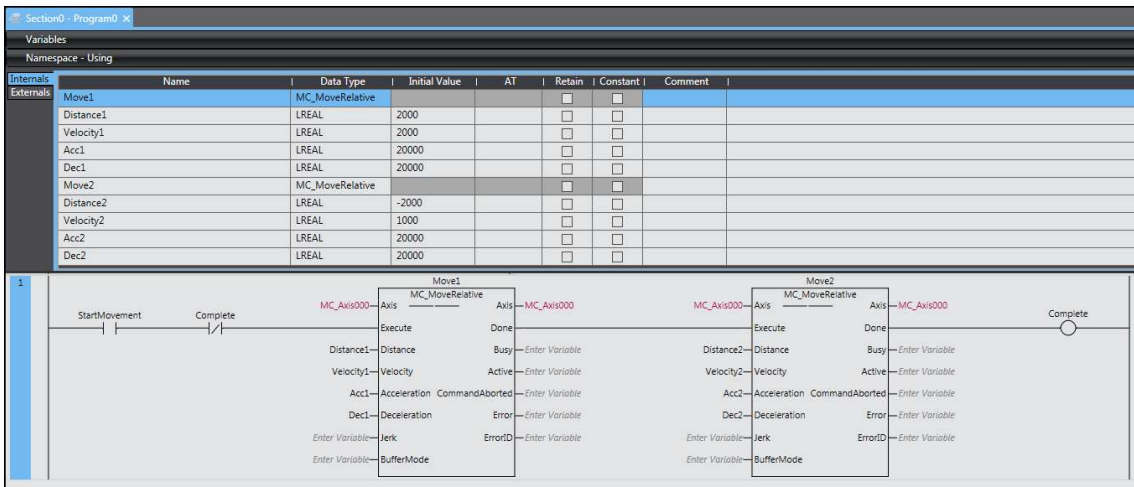 Section0 - Program0 ×
Variables
Namespace - Using
Internals
Externals
Name Data Type Initial Value AT Retain Constant Comment
Move1 MC_MoveRelative
Distance1 LREAL 2000
Velocity1 LREAL 2000
Acc1 LREAL 20000
Dec1 LREAL 20000
Move2 MC_MoveRelative
Distance2 LREAL -2000
Velocity2 LREAL 1000
Acc2 LREAL 20000
Dec2 LREAL 20000
1
Move1 Move2
MC_MoveRelative MC_MoveRelative
MC_Axis000 Axis Axis MC_Axis000 MC_Axis000 Axis Axis MC_Axis000
StartMovement Complete Complete
Execute Done Execute Done
Distance1 Distance Busy Enter Variable Distance2 Distance Busy Enter Variable
Velocity1 Velocity Active Enter Variable Velocity2 Velocity Active Enter Variable
Acc1 Acceleration CommandAborted Enter Variable Acc2 Acceleration CommandAborted Enter Variable
Dec1 Deceleration Error Enter Variable Dec2 Deceleration Error Enter Variable
Enter Variable Jerk ErrorID Enter Variable Enter Variable Jerk ErrorID Enter Variable
Enter Variable BufferMode Enter Variable BufferMode